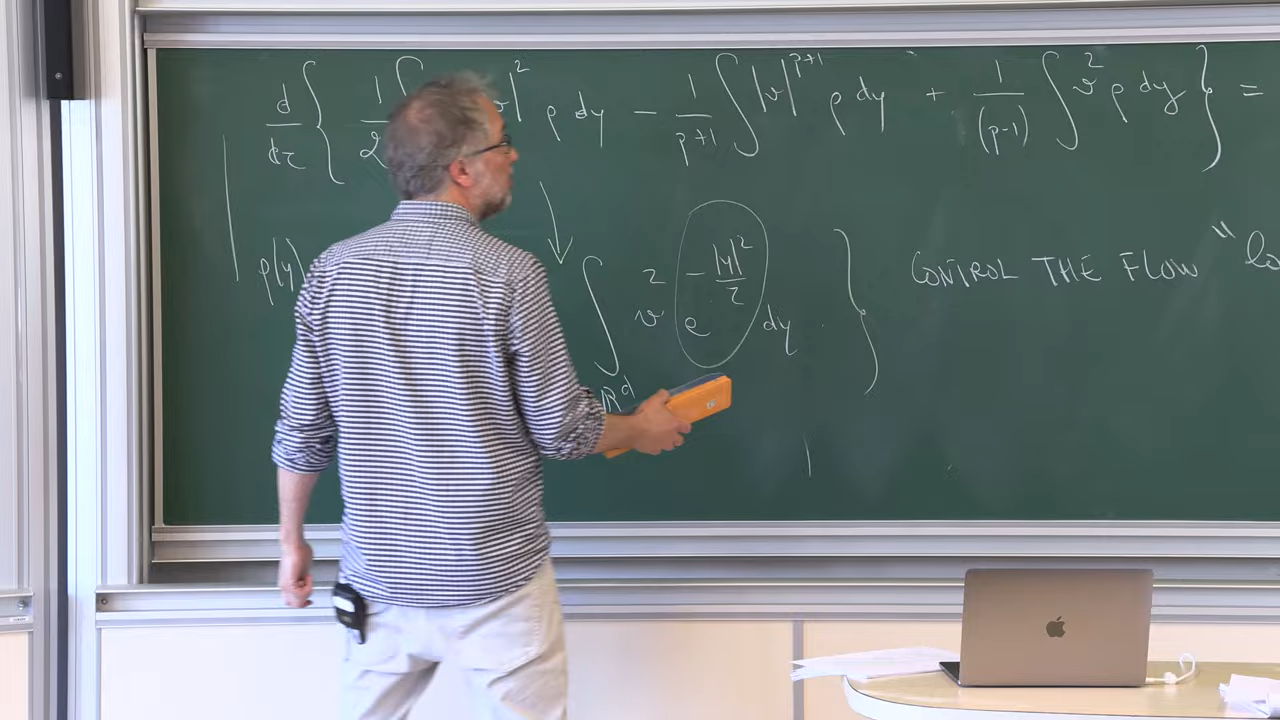 d/dτ { 1/2 ∫ v|² ρ dy − 1/(p+1) ∫ |v|^{p+1} ρ dy + 1/(p-1) ∫ v² ρ dy } =
ρ(y) ∫_{ℝ^d} v² e^{-|y|²/2} dy } CONTROL THE FLOW "lo